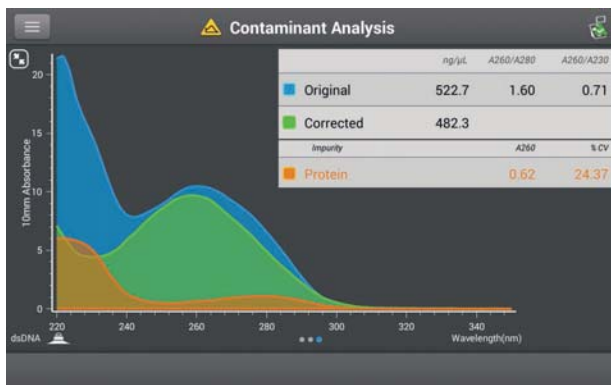 Contaminant Analysis
ng/µL A260/A280 A260/A230
Original 522.7 1.60 0.71
Corrected 482.3
Impurity A260 % CV
Protein 0.62 24.37
10mm Absorbance
20
15
10
5
0
220 240 260 280 300 320 340
dsDNA Wavelength(nm)